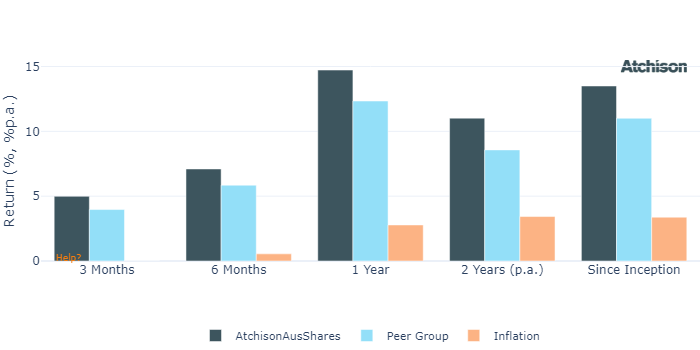 Atchison
Return (%, %p.a.)
15
10
5
0
Help?
3 Months
6 Months
1 Year
2 Years (p.a.)
Since Inception
AtchisonAusShares
Peer Group
Inflation